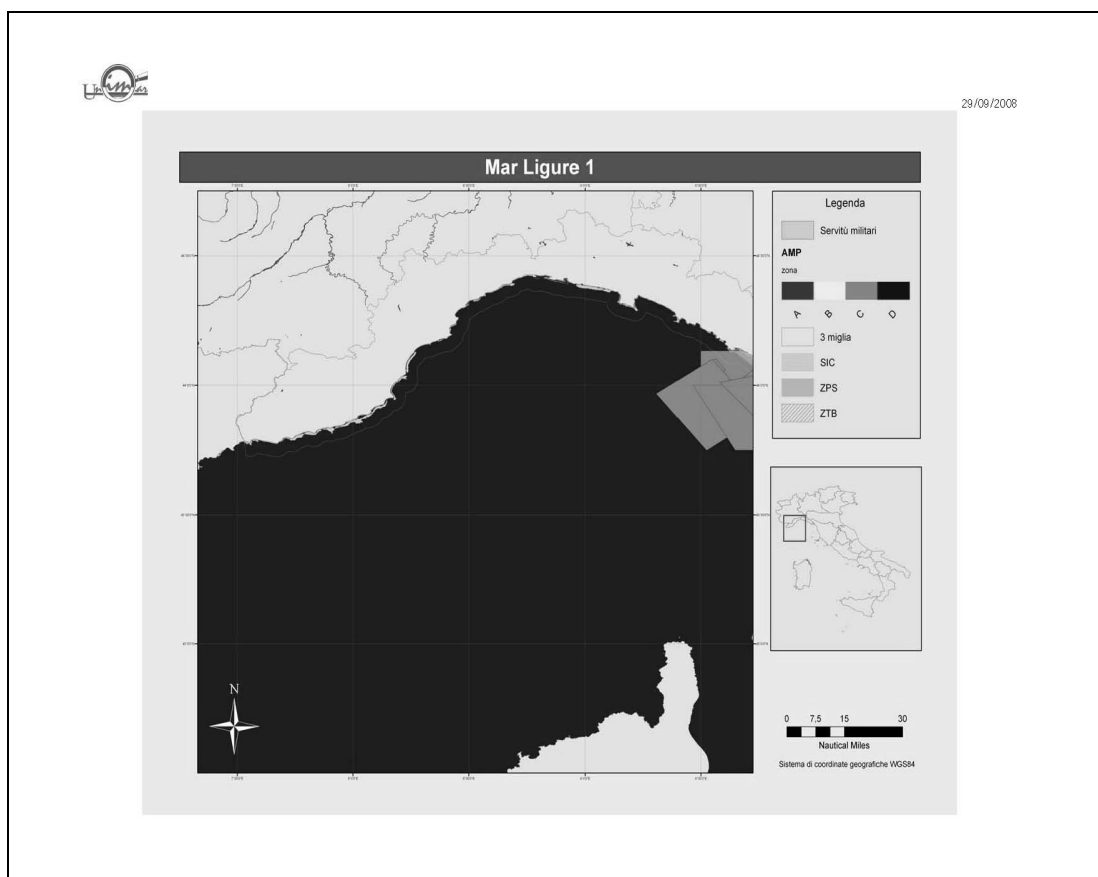 Unimar
29/09/2008
Mar Ligure 1
Legenda
Servitù militari
AMP
zona
A B C D
3 miglia
SIC
ZPS
ZTB
N
0 7,5 15 30
Nautical Miles
Sistema di coordinate geografiche WGS84